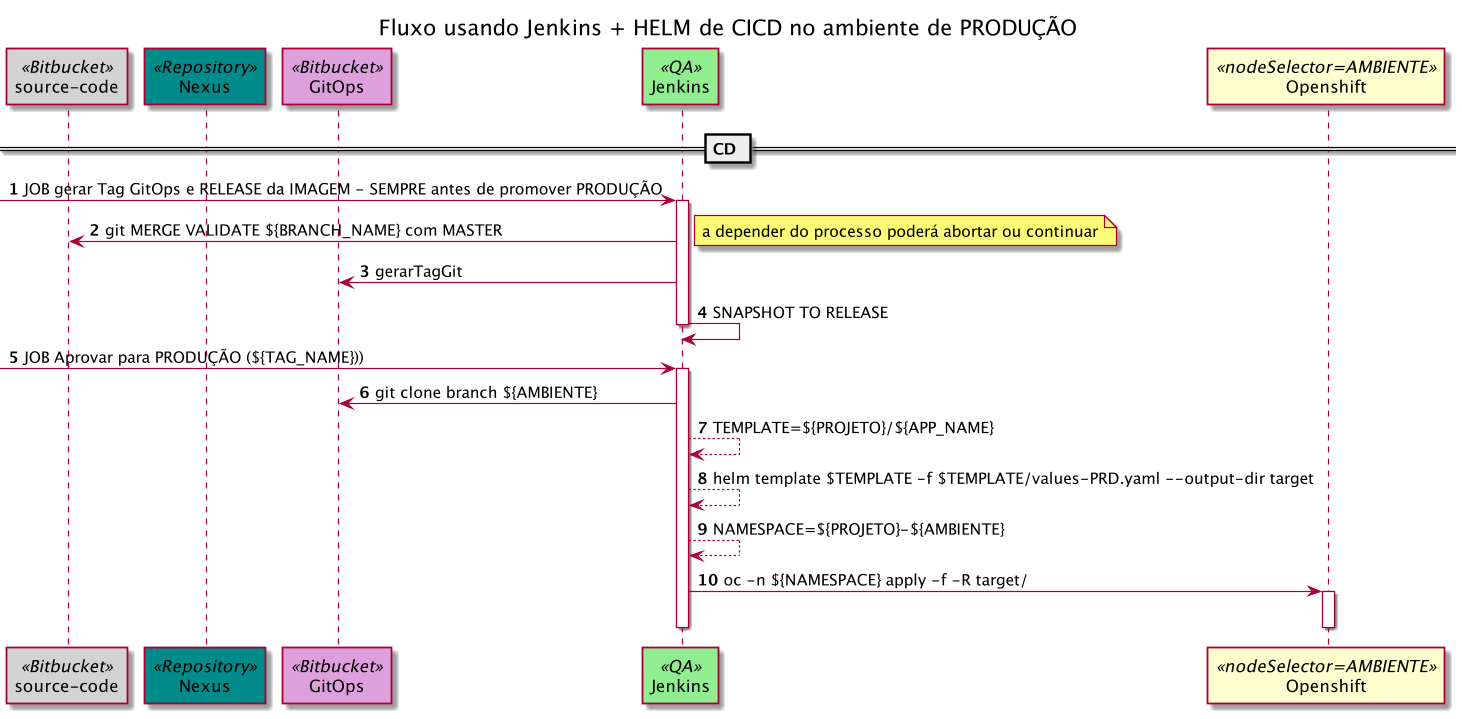 Fluxo usando Jenkins + HELM de CICD no ambiente de PRODUÇÃO
«Bitbucket»
source-code
«Repository»
Nexus
«Bitbucket»
GitOps
«QA»
Jenkins
«nodeSelector=AMBIENTE»
Openshift
CD
1 JOB gerar Tag GitOps e RELEASE da IMAGEM - SEMPRE antes de promover PRODUÇÃO
2 git MERGE VALIDATE ${BRANCH_NAME} com MASTER
a depender do processo poderá abortar ou continuar
3 gerarTagGit
4 SNAPSHOT TO RELEASE
5 JOB Aprovar para PRODUÇÃO (${TAG_NAME}))
6 git clone branch ${AMBIENTE}
7 TEMPLATE=${PROJETO}/${APP_NAME}
8 helm template $TEMPLATE -f $TEMPLATE/values-PRD.yaml --output-dir target
9 NAMESPACE=${PROJETO}-${AMBIENTE}
10 oc -n ${NAMESPACE} apply -f -R target/
«Bitbucket»
source-code
«Repository»
Nexus
«Bitbucket»
GitOps
«QA»
Jenkins
«nodeSelector=AMBIENTE»
Openshift